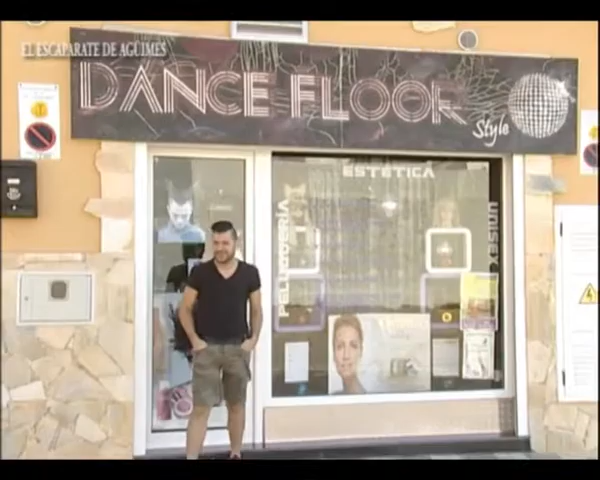 EL ESCAPARATE DE AGÜIMES
DANCE FLOOR
Style
ESTÉTICA
PELUQUERÍA
UNISEX